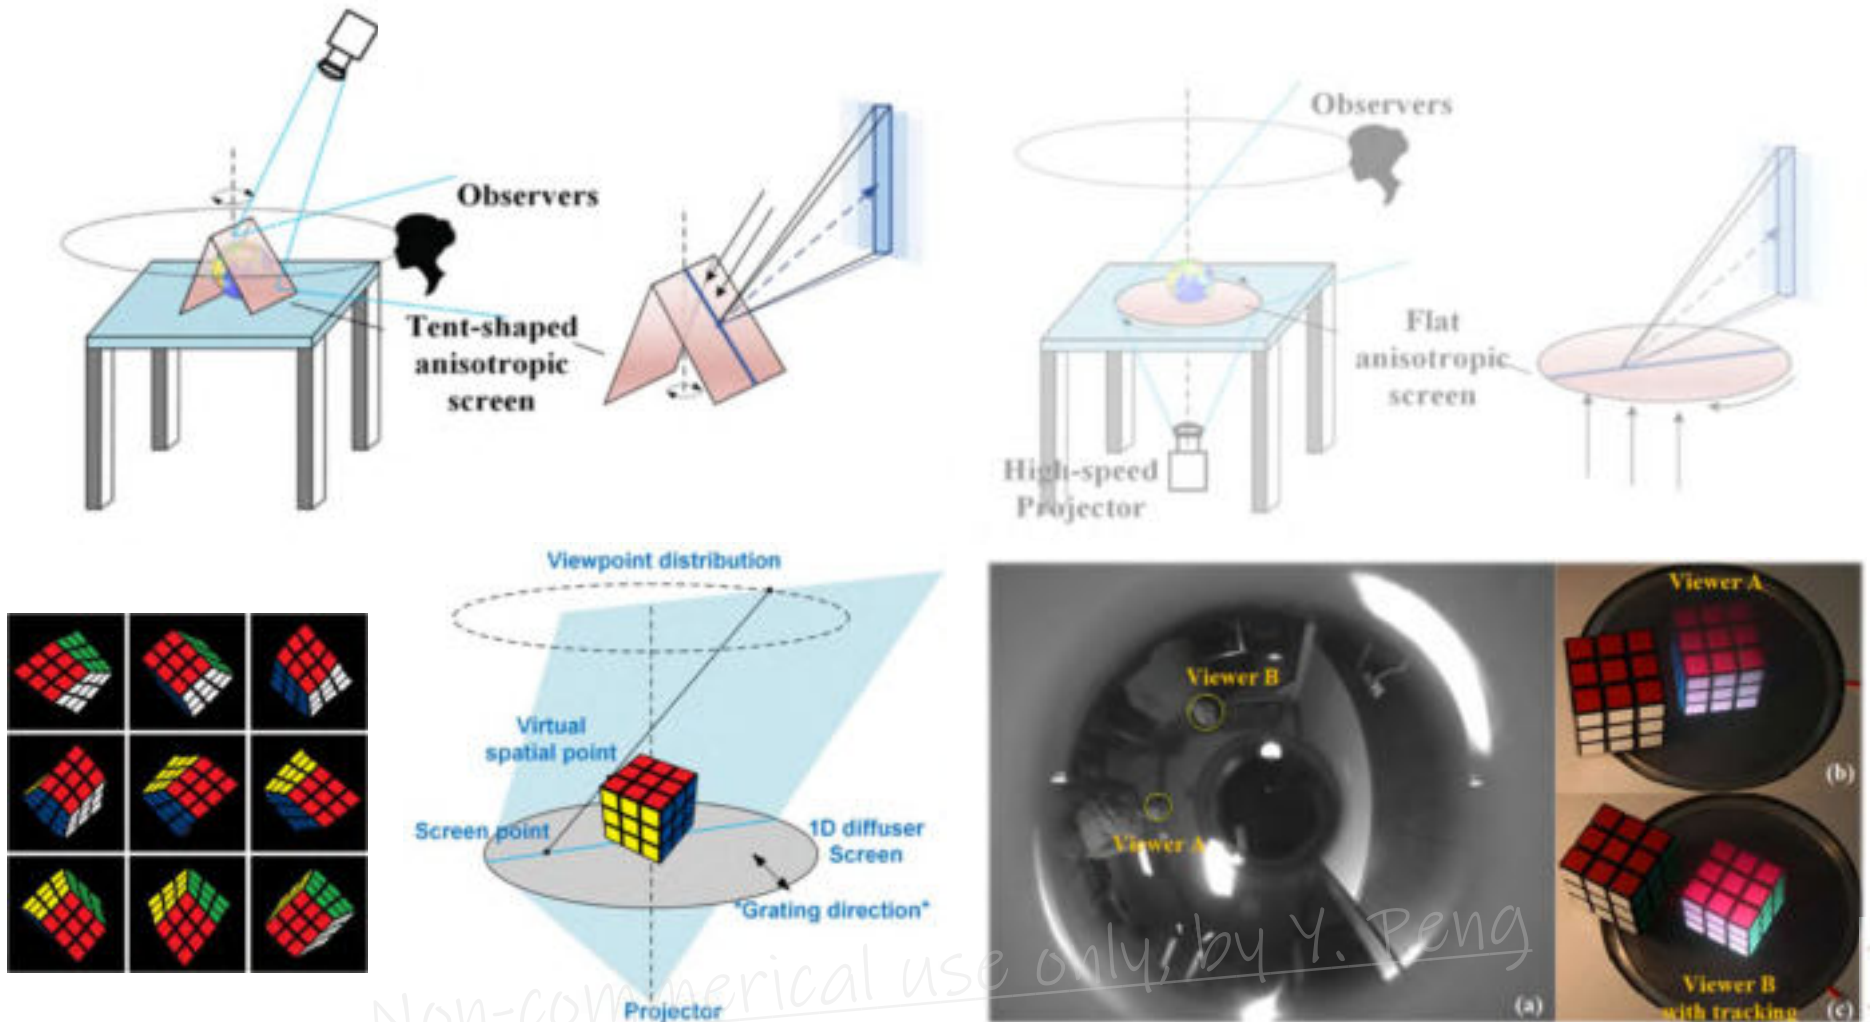 Observers
Tent-shaped
anisotropic
screen
Observers
Flat
anisotropic
screen
High-speed
Projector
Viewpoint distribution
Virtual
spatial point
Screen point
1D diffuser
Screen
"Grating direction"
Projector
Viewer B
Viewer A
(a)
Viewer A
(b)
Viewer B
with tracking
(c)
Non-commerical use only, by Y. Peng